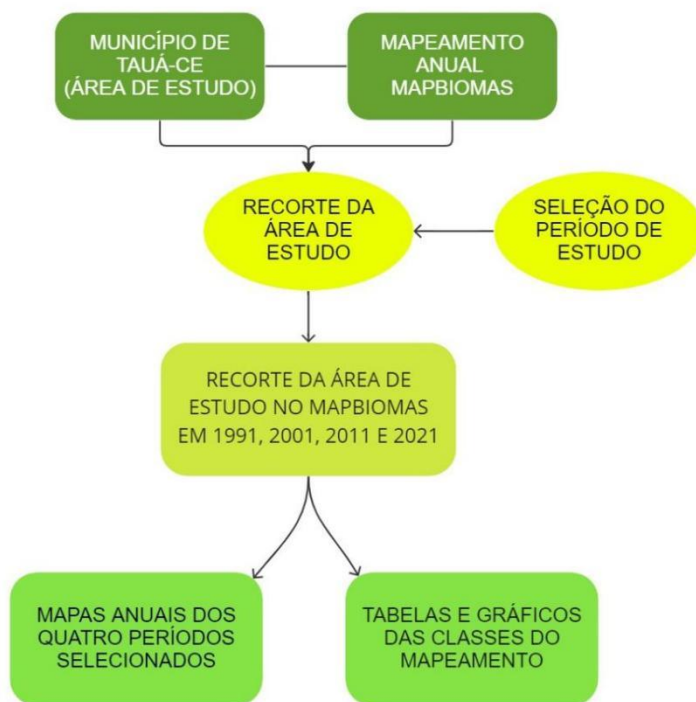 MUNICÍPIO DE
TAUÁ-CE
(ÁREA DE ESTUDO)
MAPEAMENTO
ANUAL
MAPBIOMAS
RECORTE DA
ÁREA DE
ESTUDO
SELEÇÃO DO
PERÍODO DE
ESTUDO
RECORTE DA ÁREA DE
ESTUDO NO MAPBIOMAS
EM 1991, 2001, 2011 E 2021
MAPAS ANUAIS DOS
QUATRO PERÍODOS
SELECIONADOS
TABELAS E GRÁFICOS
DAS CLASSES DO
MAPEAMENTO